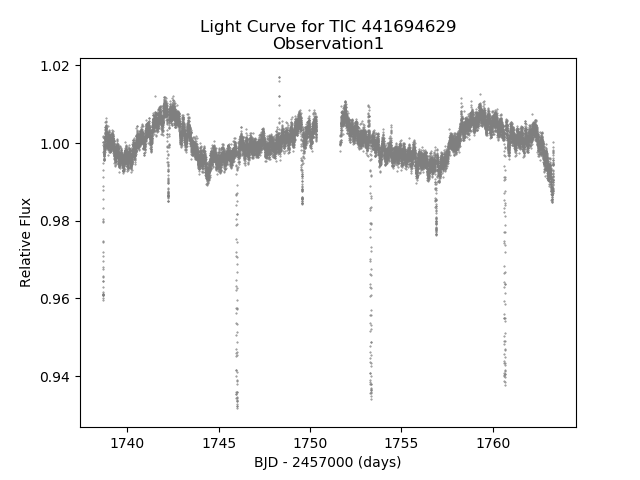 Light Curve for TIC 441694629
Observation1
Relative Flux
1.02
1.00
0.98
0.96
0.94
1740
1745
1750
1755
1760
BJD - 2457000 (days)